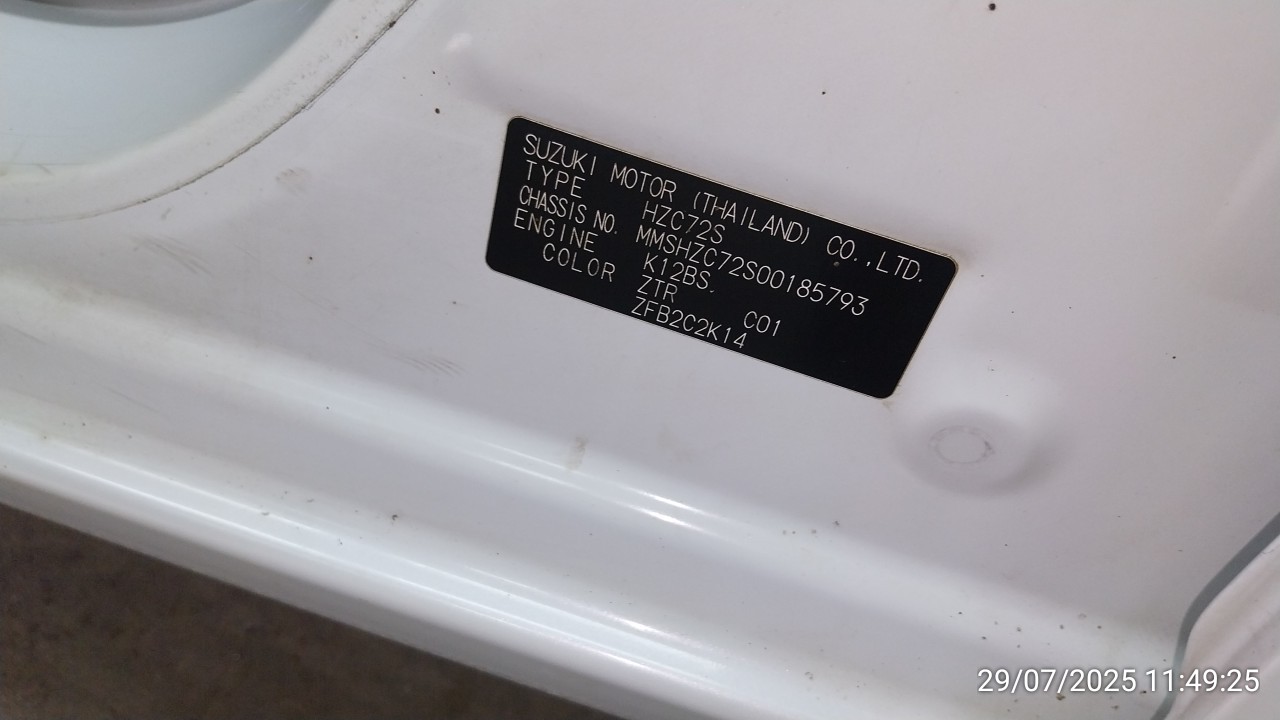 SUZUKI MOTOR (THAILAND) CO.,LTD.
TYPE HZC72S
CHASSIS NO. MMSHZC72S00185793
ENGINE K12BS.
COLOR ZTR C01
ZFB2C2K14
29/07/2025 11:49:25